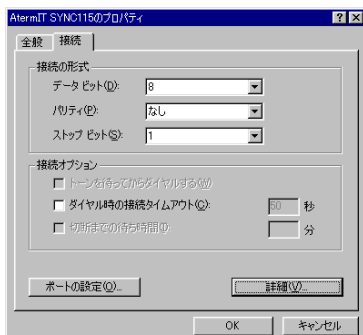 AtermIT SYNC115のプロパティ
全般 接続
接続の形式
データ ビット(D): 8
パリティ(P): なし
ストップ ビット(S): 1
接続オプション
トーンを待ってからダイヤルする(W)
ダイヤル時の接続タイムアウト(C): 60 秒
切断までの待ち時間(I): 分
ポートの設定(O)... 詳細(V)...
OK キャンセル